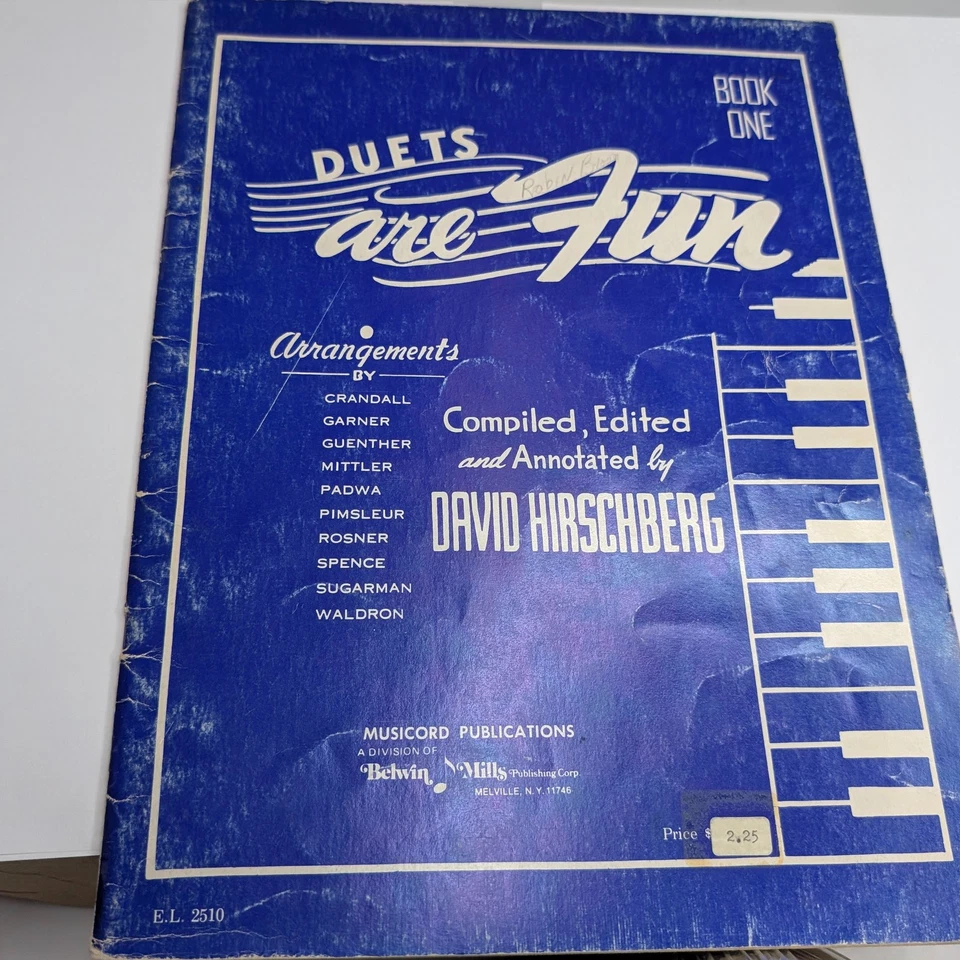 BOOK
ONE
DUETS
are Fun
Robin
Arrangements
BY
CRANDALL
GARNER
GUENTHER
MITTLER
PADWA
PIMSLEUR
ROSNER
SPENCE
SUGARMAN
WALDRON
Compiled, Edited
and Annotated by
DAVID HIRSCHBERG
MUSICORD PUBLICATIONS
A DIVISION OF
Belwin Mills Publishing Corp
MELVILLE, N. Y. 11746
Price $ 2.25
E.L. 2510